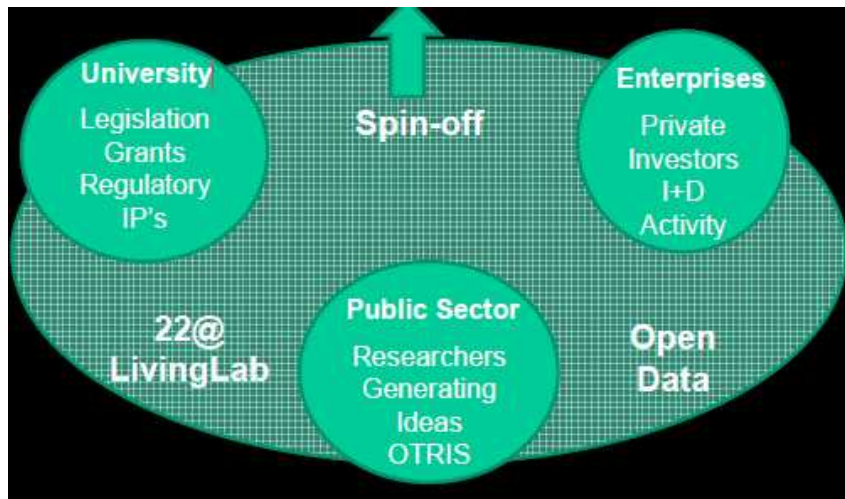 University
Legislation
Grants
Regulatory
IP's
Spin-off
Enterprises
Private
Investors
I+D
Activity
22@
LivingLab
Public Sector
Researchers
Generating
Ideas
OTRIS
Open
Data